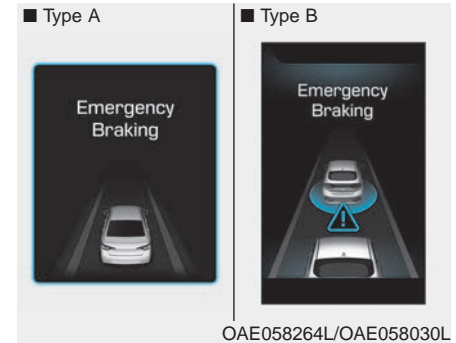 ■ Type A
■ Type B
Emergency
Braking
Emergency
Braking
OAE058264L/OAE058030L